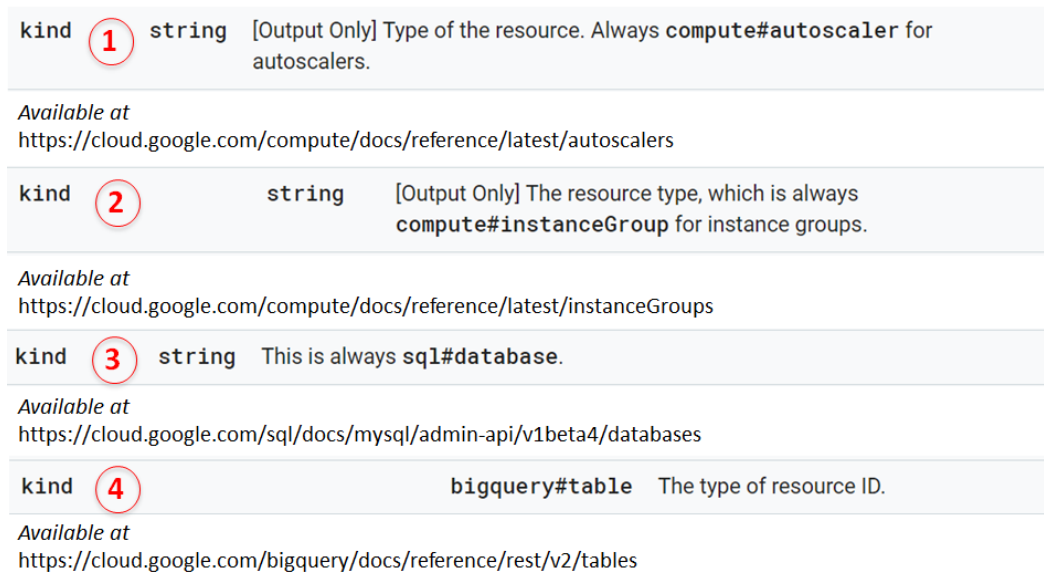 kind 1 string [Output Only] Type of the resource. Always compute#autoscaler for
autoscalers.
Available at
https://cloud.google.com/compute/docs/reference/latest/autoscalers
kind 2 string [Output Only] The resource type, which is always
compute#instanceGroup for instance groups.
Available at
https://cloud.google.com/compute/docs/reference/latest/instanceGroups
kind 3 string This is always sql#database.
Available at
https://cloud.google.com/sql/docs/mysql/admin-api/v1beta4/databases
kind 4 bigquery#table The type of resource ID.
Available at
https://cloud.google.com/bigquery/docs/reference/rest/v2/tables